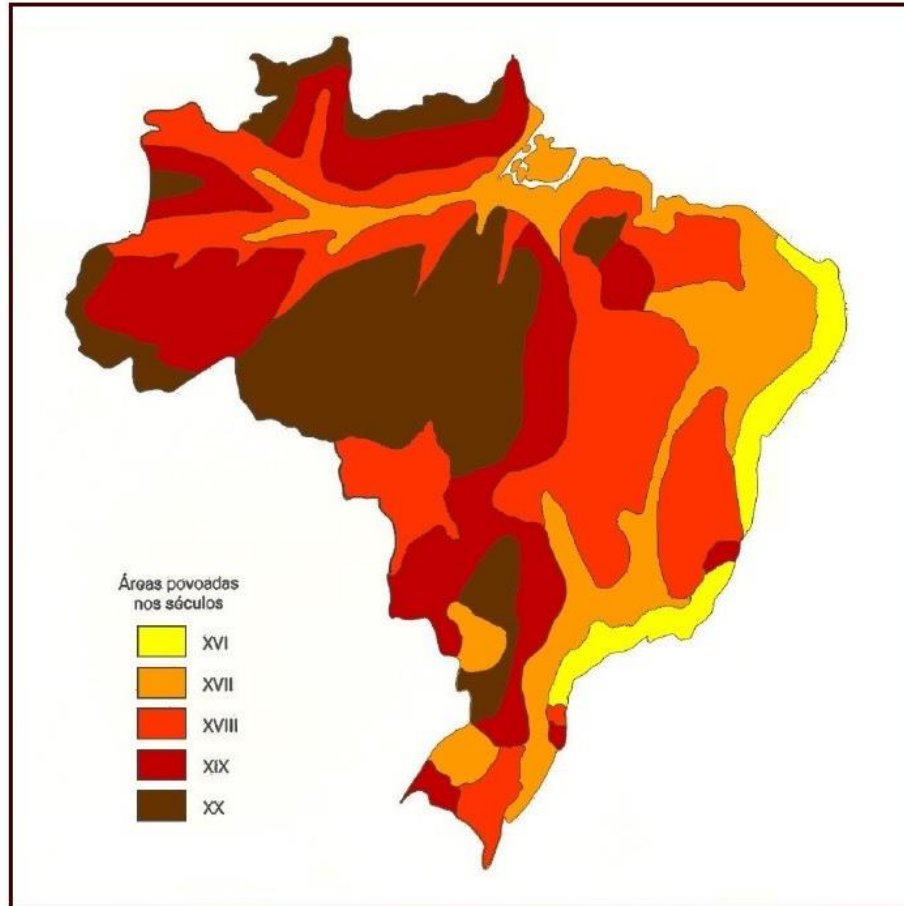 Áreas povoadas
nos séculos
XVI
XVII
XVIII
XIX
XX